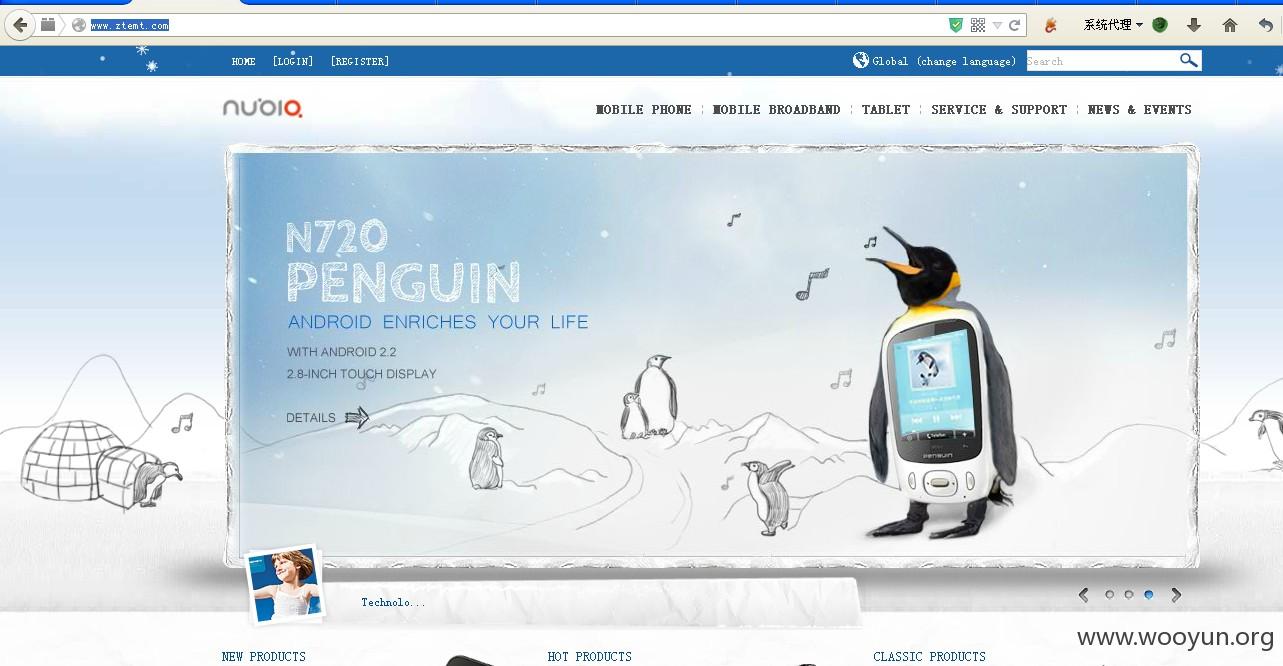 www.ztemt.com
系统代理
HOME [LOGIN] [REGISTER]
Global (change language)
Search
nubia
MOBILE PHONE MOBILE BROADBAND TABLET SERVICE & SUPPORT NEWS & EVENTS
N720
PENGUIN
ANDROID ENRICHES YOUR LIFE
WITH ANDROID 2.2
2.8-INCH TOUCH DISPLAY
DETAILS
PENGUIN
Technolo...
www.wooyun.org
NEW PRODUCTS HOT PRODUCTS CLASSIC PRODUCTS